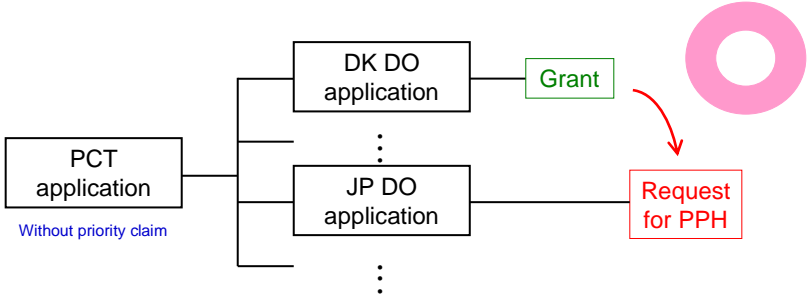 DK DO
application
Grant
PCT
application
Without priority claim
JP DO
application
Request
for PPH